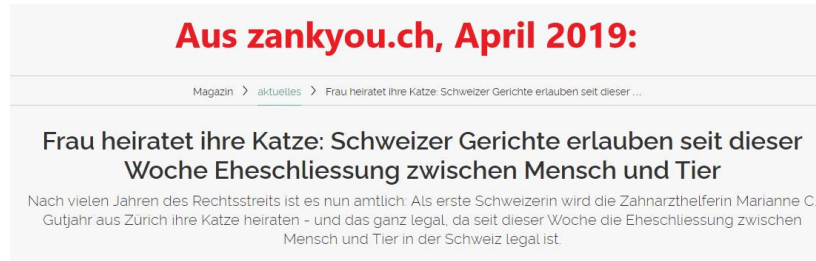 Aus zankyou.ch, April 2019:
Magazin > aktuelles > Frau heiratet ihre Katze: Schweizer Gerichte erlauben seit dieser ...
Frau heiratet ihre Katze: Schweizer Gerichte erlauben seit dieser
Woche Eheschliessung zwischen Mensch und Tier
Nach vielen Jahren des Rechtsstreits ist es nun amtlich: Als erste Schweizerin wird die Zahnarzthelferin Marianne C.
Gutjahr aus Zürich ihre Katze heiraten - und das ganz legal, da seit dieser Woche die Eheschliessung zwischen
Mensch und Tier in der Schweiz legal ist.